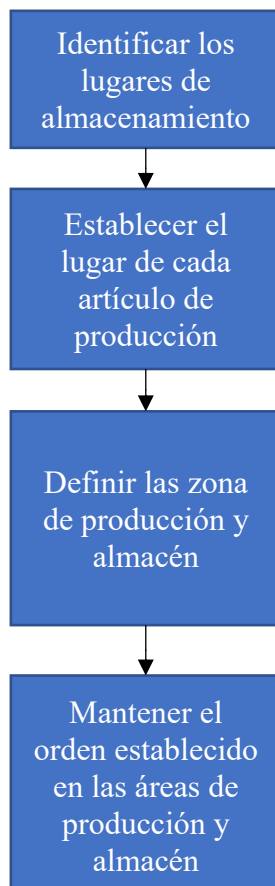 Identificar los
lugares de
almacenamiento
Establecer el
lugar de cada
artículo de
producción
Definir las zona
de producción y
almacén
Mantener el
orden establecido
en las áreas de
producción y
almacén